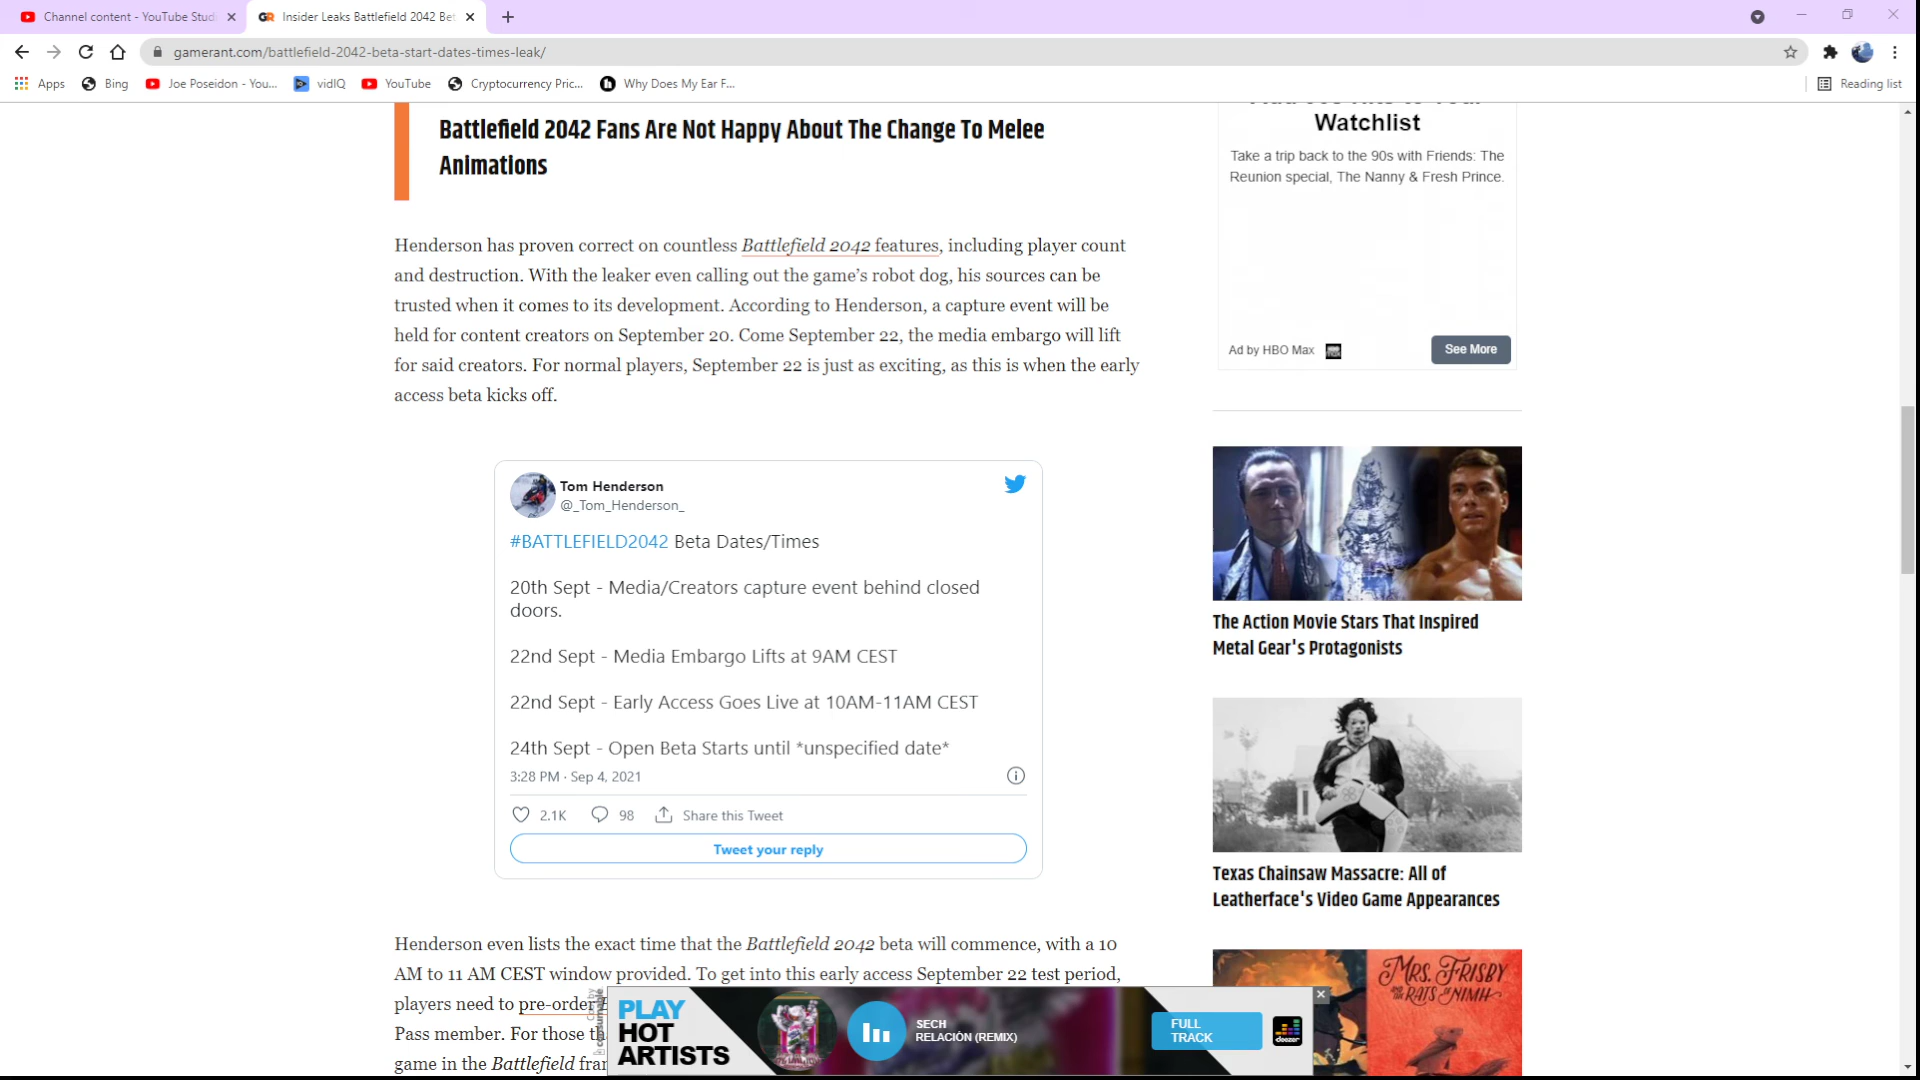 Channel content - YouTube Stud
Insider Leaks Battlefield 2042 Bet
gamerant.com/battlefield-2042-beta-start-dates-times-leak/
Apps
Bing
Joe Poseidon - You...
vidIQ
YouTube
Cryptocurrency Pric...
Why Does My Ear F...
Reading list
Battlefield 2042 Fans Are Not Happy About The Change To Melee
Animations
Henderson has proven correct on countless Battlefield 2042 features, including player count
and destruction. With the leaker even calling out the game's robot dog, his sources can be
trusted when it comes to its development. According to Henderson, a capture event will be
held for content creators on September 20. Come September 22, the media embargo will lift
for said creators. For normal players, September 22 is just as exciting, as this is when the early
access beta kicks off.
Tom Henderson
@_Tom_Henderson_
#BATTLEFIELD2042 Beta Dates/Times
20th Sept - Media/Creators capture event behind closed
doors.
22nd Sept - Media Embargo Lifts at 9AM CEST
22nd Sept - Early Access Goes Live at 10AM-11AM CEST
24th Sept - Open Beta Starts until *unspecified date*
3:28 PM · Sep 4, 2021
2.1K
98
Share this Tweet
Tweet your reply
Henderson even lists the exact time that the Battlefield 2042 beta will commence, with a 10
AM to 11 AM CEST window provided. To get into this early access September 22 test period,
players need to pre-order
Pass member. For those th
game in the Battlefield fran
Watchlist
Take a trip back to the 90s with Friends: The
Reunion special, The Nanny & Fresh Prince.
Ad by HBO Max
See More
The Action Movie Stars That Inspired
Metal Gear's Protagonists
Texas Chainsaw Massacre: All of
Leatherface's Video Game Appearances
MRS. FRISBY
AND THE
RATS OF NIMH
PLAY
HOT
ARTISTS
SECH
RELACIÓN (REMIX)
FULL
TRACK
deezer